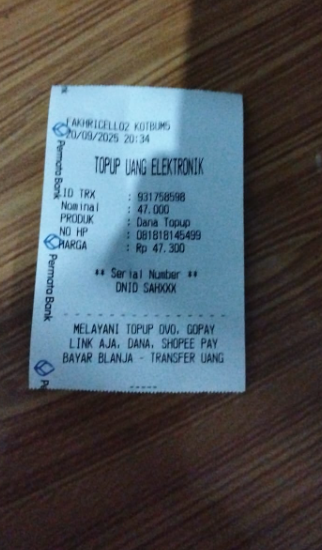 FAKHRICELL02 KOTBUM5
20/09/2025 20:34
TOPUP UANG ELEKTRONIK
ID TRX : 931758598
Nominal : 47.000
PRODUK : Dana Topup
NO HP : 081818145499
HARGA : Rp 47.300
** Serial Number **
DNID SAHXXX
MELAYANI TOPUP OVO, GOPAY
LINK AJA, DANA, SHOPEE PAY
BAYAR BLANJA - TRANSFER UANG
Permata Bank
Permata Bank
Pe